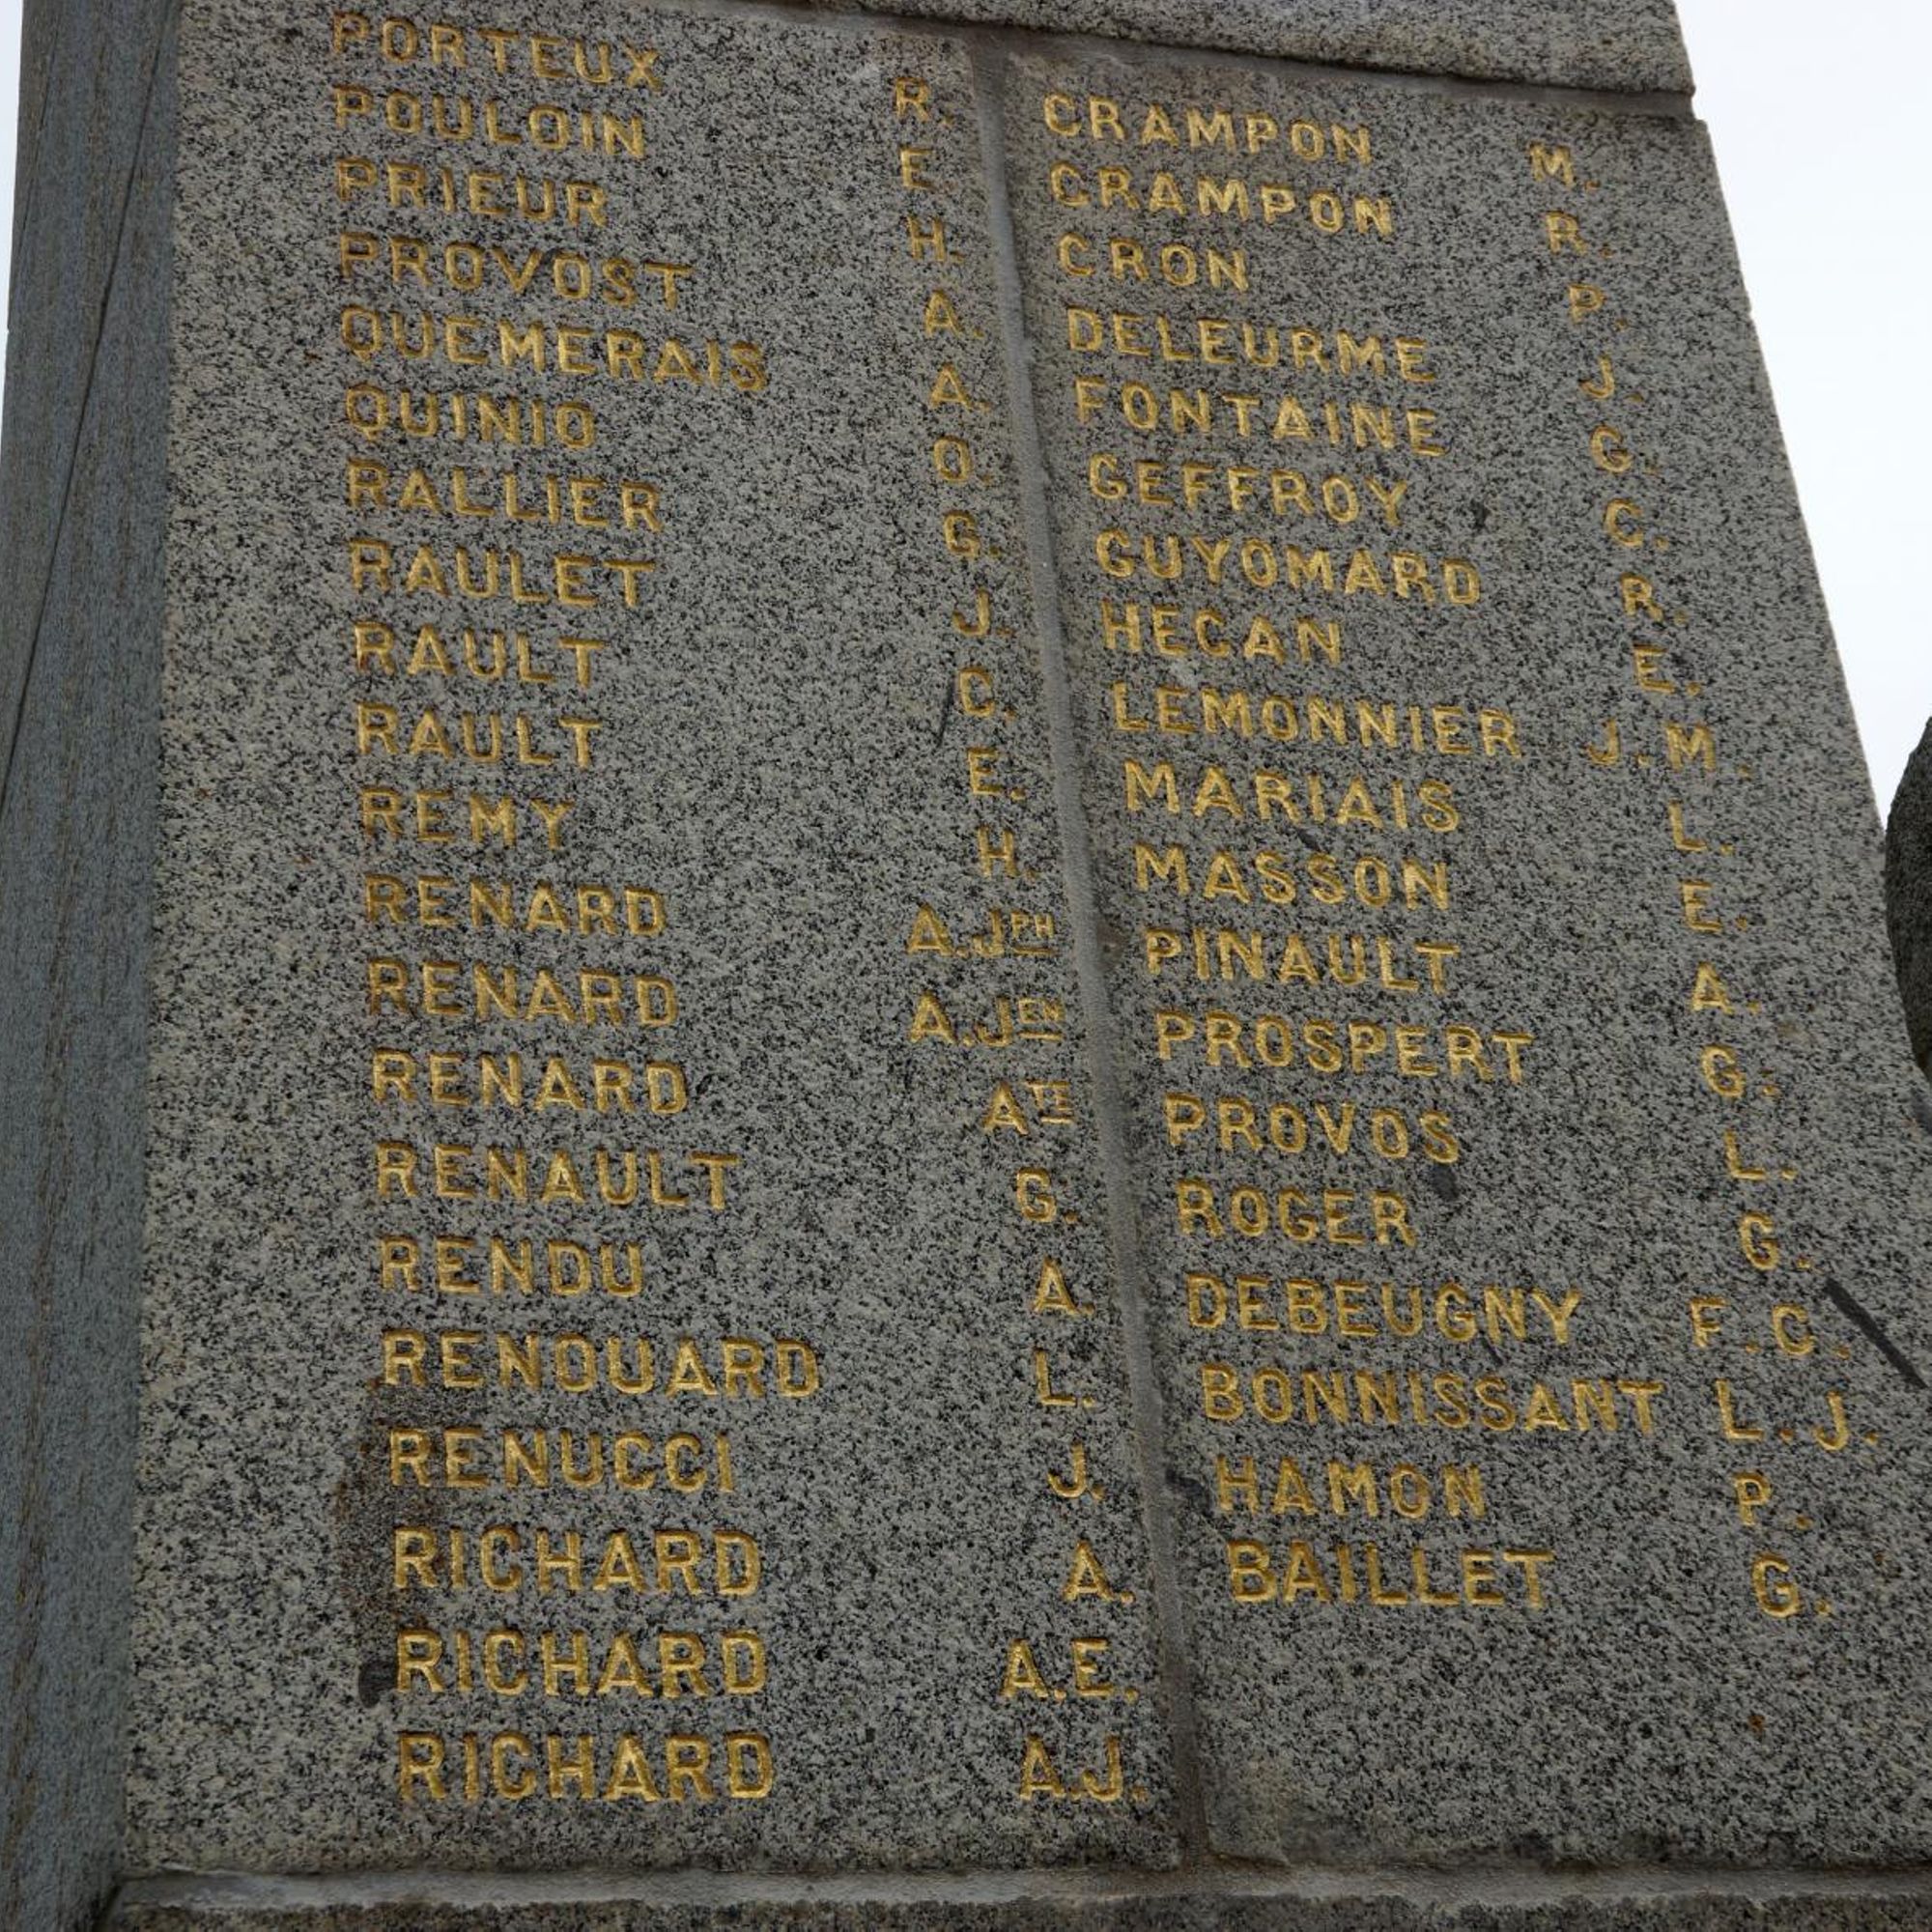 PORTEUX R.
POULOIN E.
PRIEUR H.
PROVOST A.
QUEMERAIS A.
QUINIO O.
RALLIER G.
RAULET J.
RAULT C.
RAULT E.
REMY H.
RENARD A.JPH
RENARD A.JEN
RENARD ATE
RENAULT G.
RENDU A.
RENOUARD L.
RENUCCI J.
RICHARD A.
RICHARD A.E.
RICHARD A.J.
CRAMPON M.
CRAMPON R.
CRON P.
DELEURME J.
FONTAINE G.
GEFFROY C.
GUYOMARD R.
HECAN E.
LEMONNIER J.M.
MARIAIS L.
MASSON E.
PINAULT A.
PROSPERT G.
PROVOS L.
ROGER G.
DEBEUGNY F.C.
BONNISSANT L.J.
HAMON P.
BAILLET G.